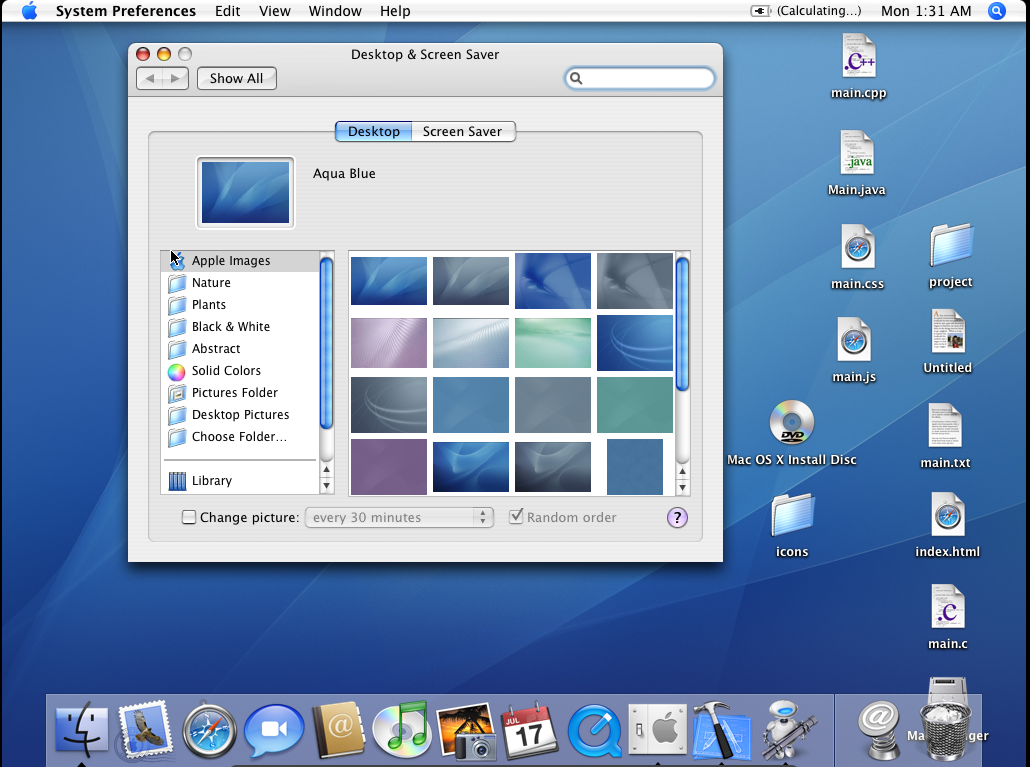 System Preferences Edit View Window Help (Calculating...) Mon 1:31 AM
Desktop & Screen Saver
Show All
Desktop Screen Saver
Aqua Blue
Apple Images
Nature
Plants
Black & White
Abstract
Solid Colors
Pictures Folder
Desktop Pictures
Choose Folder...
Library
Change picture: every 30 minutes Random order ?
C++
main.cpp
java
Main.java
main.css
project
main.js
Untitled
DVD
Mac OS X Install Disc
main.txt
icons
index.html
C
main.c
JUL
17